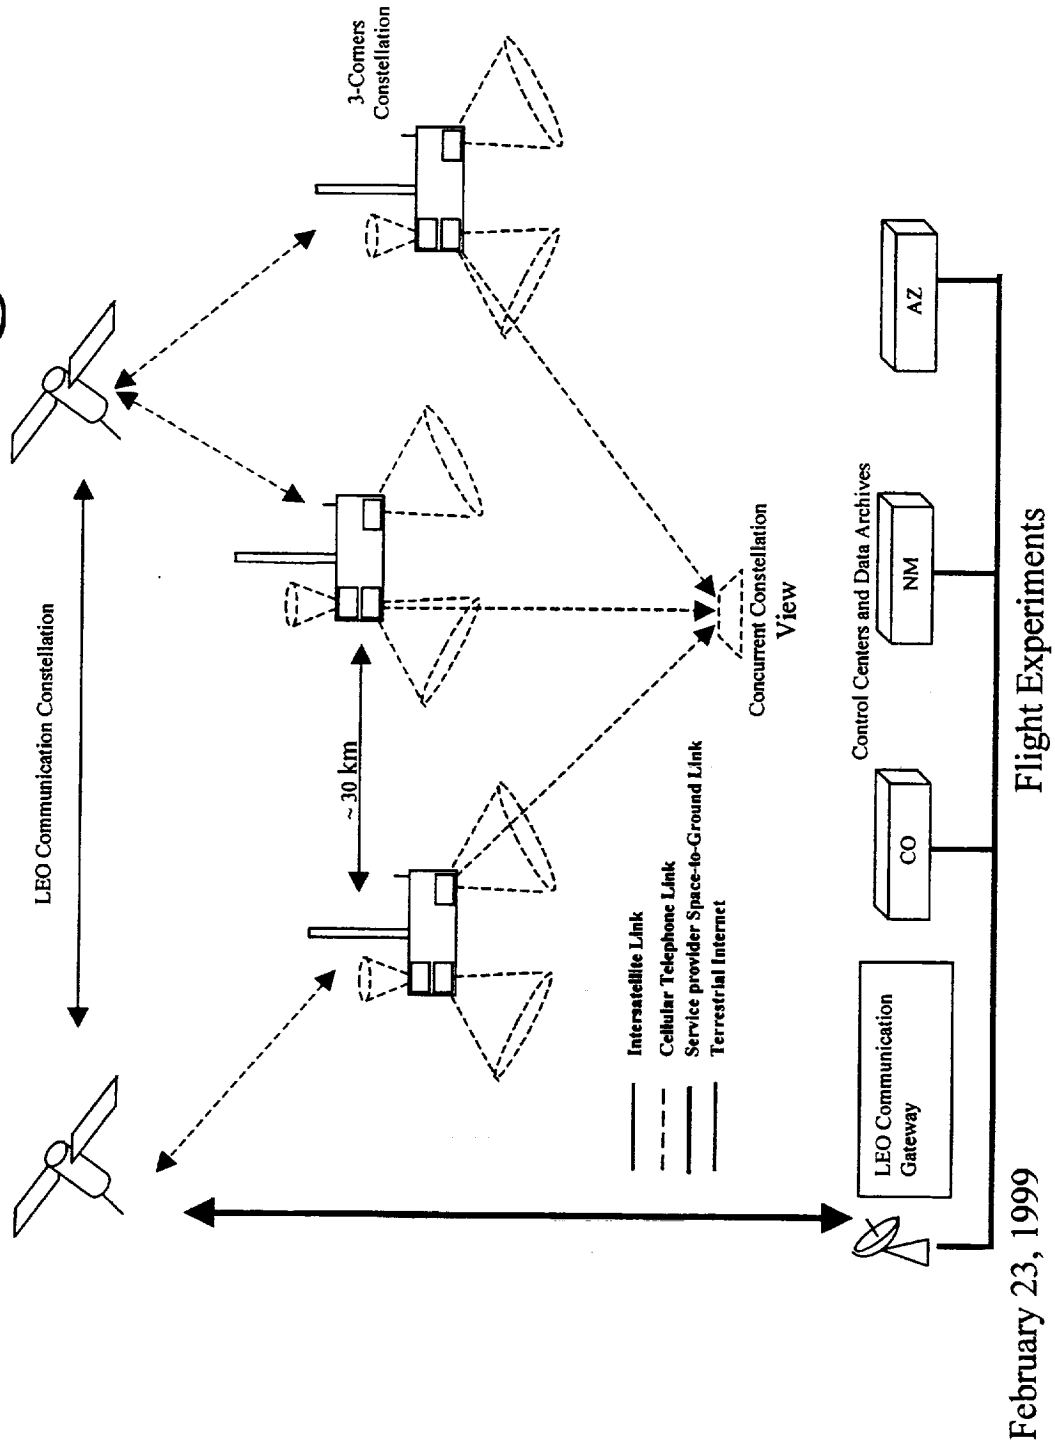 LEO Communication Constellation
3-Corners
Constellation
~ 30 km
Concurrent Constellation
View
Intersatellite Link
Cellular Telephone Link
Service provider Space-to-Ground Link
Terrestrial Internet
Control Centers and Data Archives
LEO Communication
Gateway
CO
NM
AZ
February 23, 1999
Flight Experiments